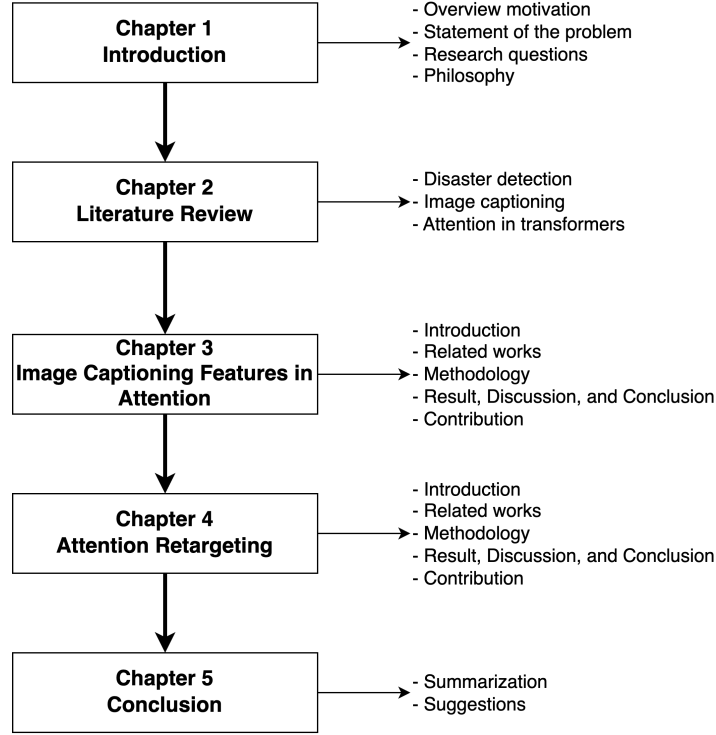 Chapter 1
Introduction
- Overview motivation
- Statement of the problem
- Research questions
- Philosophy
Chapter 2
Literature Review
- Disaster detection
- Image captioning
- Attention in transformers
Chapter 3
Image Captioning Features in
Attention
- Introduction
- Related works
- Methodology
- Result, Discussion, and Conclusion
- Contribution
Chapter 4
Attention Retargeting
- Introduction
- Related works
- Methodology
- Result, Discussion, and Conclusion
- Contribution
Chapter 5
Conclusion
- Summarization
- Suggestions